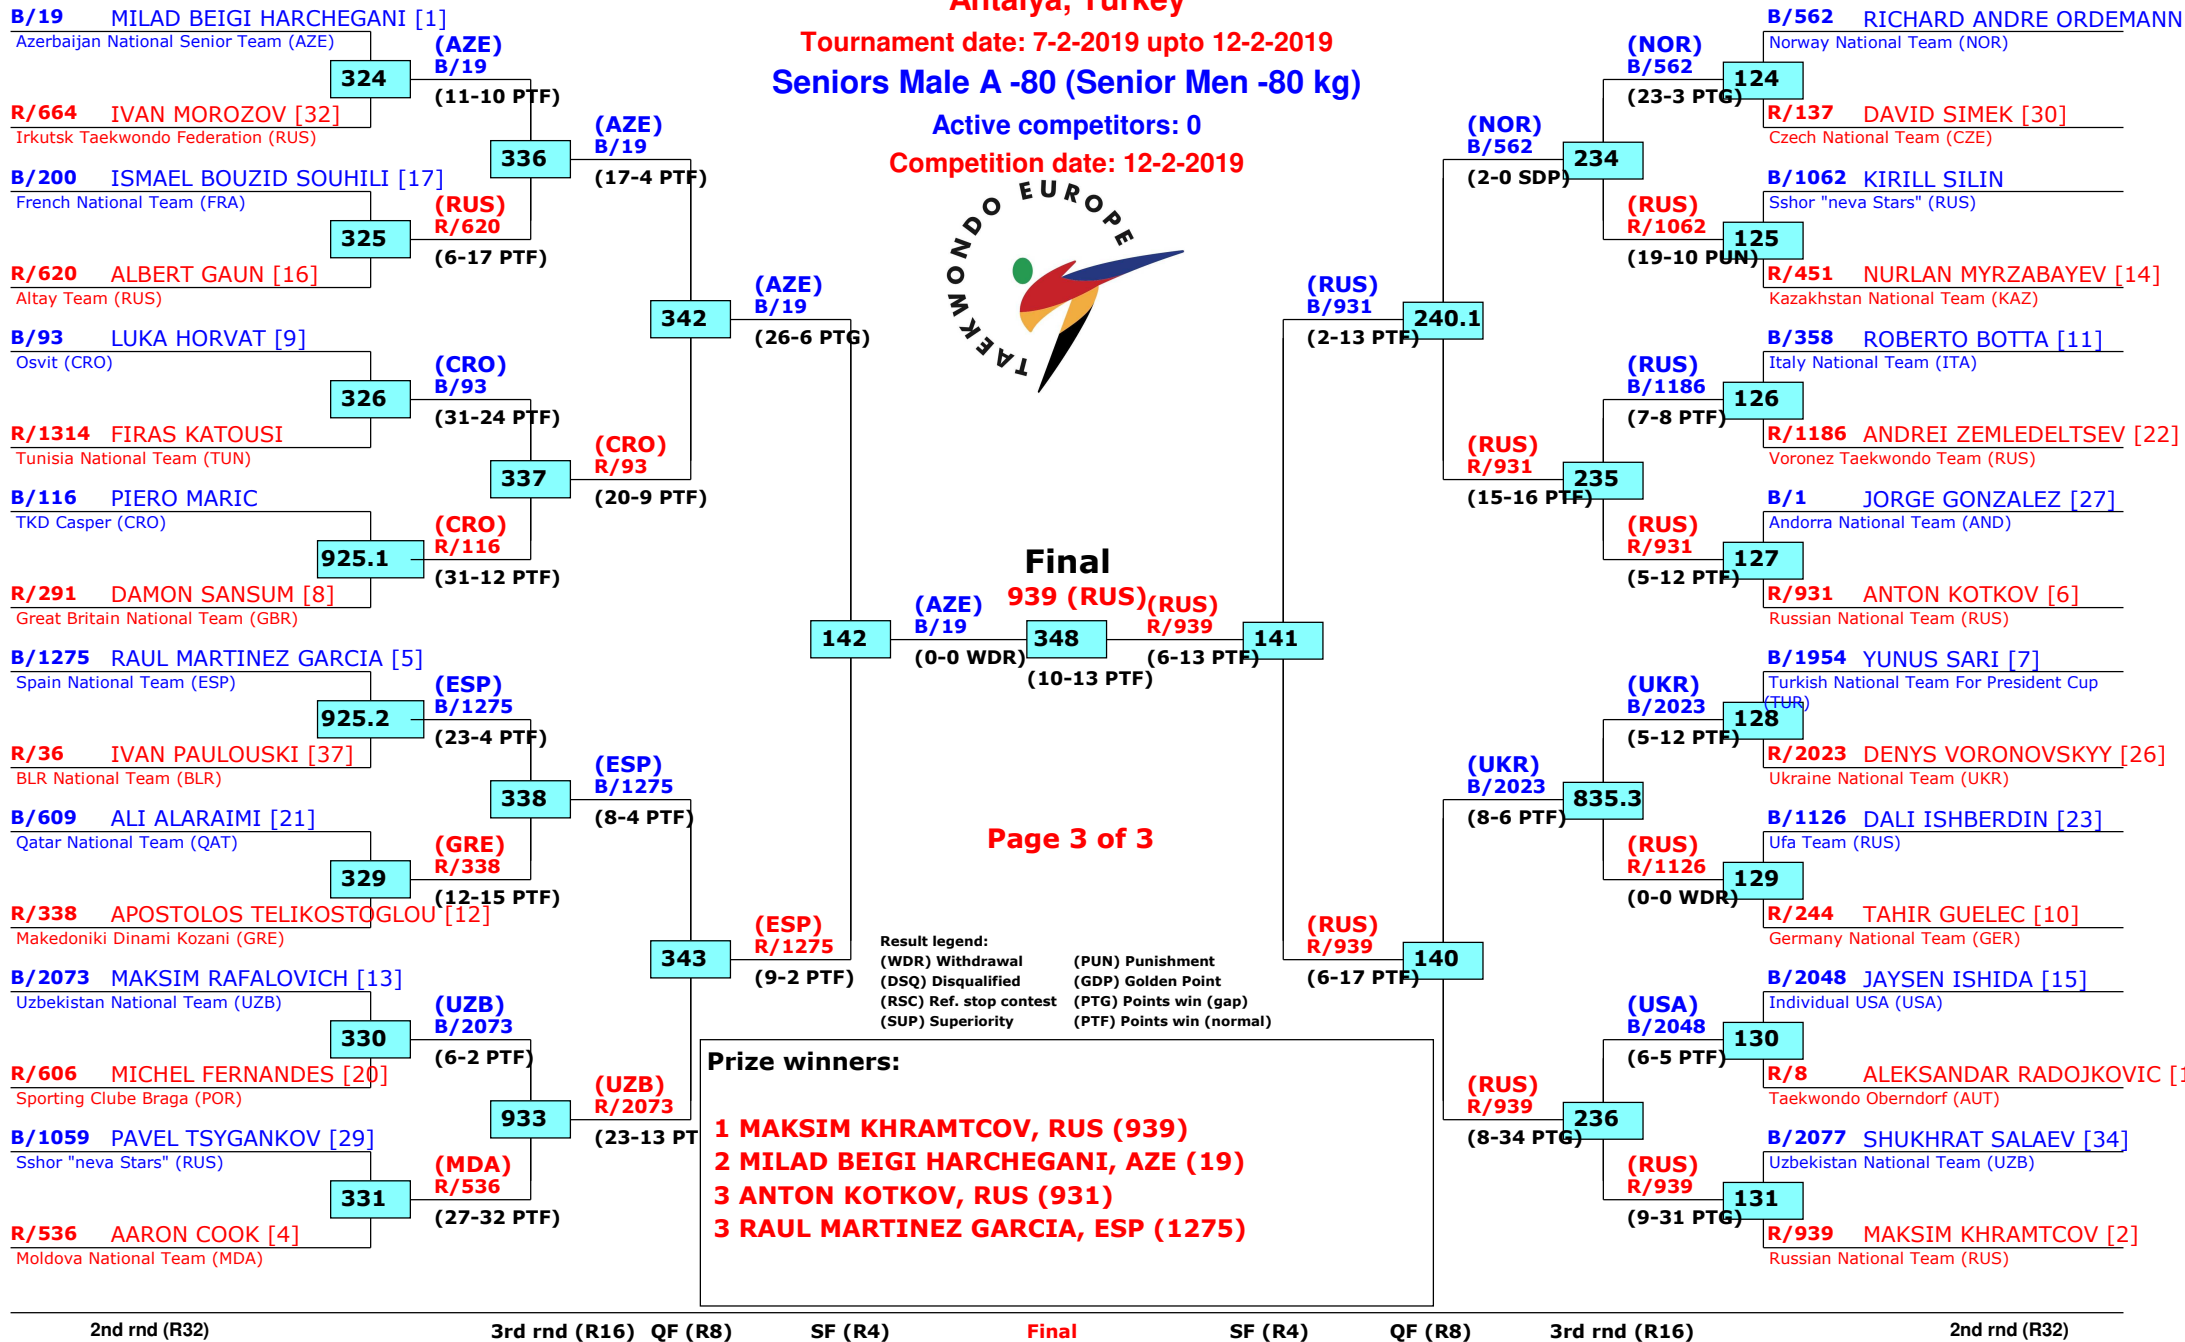 Antalya, Turkey
Tournament date: 7-2-2019 upto 12-2-2019
Seniors Male A -80 (Senior Men -80 kg)
Active competitors: 0
Competition date: 12-2-2019
TAEKWONDO EUROPE
B/19 MILAD BEIGI HARCHEGANI [1]
Azerbaijan National Senior Team (AZE)
324
R/664 IVAN MOROZOV [32]
Irkutsk Taekwondo Federation (RUS)
B/200 ISMAEL BOUZID SOUHILI [17]
French National Team (FRA)
325
R/620 ALBERT GAUN [16]
Altay Team (RUS)
B/93 LUKA HORVAT [9]
Osvit (CRO)
326
R/1314 FIRAS KATOUSI
Tunisia National Team (TUN)
B/116 PIERO MARIC
TKD Casper (CRO)
925.1
R/291 DAMON SANSUM [8]
Great Britain National Team (GBR)
B/1275 RAUL MARTINEZ GARCIA [5]
Spain National Team (ESP)
925.2
R/36 IVAN PAULOUSKI [37]
BLR National Team (BLR)
B/609 ALI ALARAIMI [21]
Qatar National Team (QAT)
329
R/338 APOSTOLOS TELIKOSTOGLOU [12]
Makedoniki Dinami Kozani (GRE)
B/2073 MAKSIM RAFALOVICH [13]
Uzbekistan National Team (UZB)
330
R/606 MICHEL FERNANDES [20]
Sporting Clube Braga (POR)
B/1059 PAVEL TSYGANKOV [29]
Sshor "neva Stars" (RUS)
331
R/536 AARON COOK [4]
Moldova National Team (MDA)
(AZE)
B/19
(11-10 PTF)
336
(RUS)
R/620
(6-17 PTF)
(CRO)
B/93
(31-24 PTF)
337
(CRO)
R/116
(31-12 PTF)
(ESP)
B/1275
(23-4 PTF)
338
(GRE)
R/338
(12-15 PTF)
(UZB)
B/2073
(6-2 PTF)
933
(MDA)
R/536
(27-32 PTF)
(AZE)
B/19
(17-4 PTF)
342
(CRO)
R/93
(20-9 PTF)
(ESP)
B/1275
(8-4 PTF)
343
(UZB)
R/2073
(23-13 PT
(AZE)
B/19
(26-6 PTG)
142
(ESP)
R/1275
(9-2 PTF)
(AZE)
B/19
(0-0 WDR)
Final
939 (RUS)
348
(10-13 PTF)
(RUS)
R/939
(6-13 PTF)
141
Page 3 of 3
(RUS)
B/931
(2-13 PTF)
240.1
(RUS)
R/939
(6-17 PTF)
140
(NOR)
B/562
(2-0 SDP)
234
(RUS)
R/931
(15-16 PTF)
235
(UKR)
B/2023
(8-6 PTF)
835.3
(RUS)
R/939
(8-34 PTG)
236
(NOR)
B/562
(23-3 PTG)
124
(RUS)
R/1062
(19-10 PUN)
125
(RUS)
B/1186
(7-8 PTF)
126
(RUS)
R/931
(5-12 PTF)
127
(UKR)
B/2023
(5-12 PTF)
128
(RUS)
R/1126
(0-0 WDR)
129
(USA)
B/2048
(6-5 PTF)
130
(RUS)
R/939
(9-31 PTG)
131
B/562 RICHARD ANDRE ORDEMANN
Norway National Team (NOR)
R/137 DAVID SIMEK [30]
Czech National Team (CZE)
B/1062 KIRILL SILIN
Sshor "neva Stars" (RUS)
R/451 NURLAN MYRZABAYEV [14]
Kazakhstan National Team (KAZ)
B/358 ROBERTO BOTTA [11]
Italy National Team (ITA)
R/1186 ANDREI ZEMLEDELTSEV [22]
Voronez Taekwondo Team (RUS)
B/1 JORGE GONZALEZ [27]
Andorra National Team (AND)
R/931 ANTON KOTKOV [6]
Russian National Team (RUS)
B/1954 YUNUS SARI [7]
Turkish National Team For President Cup
(TUR)
R/2023 DENYS VORONOVSKYY [26]
Ukraine National Team (UKR)
B/1126 DALI ISHBERDIN [23]
Ufa Team (RUS)
R/244 TAHIR GUELEC [10]
Germany National Team (GER)
B/2048 JAYSEN ISHIDA [15]
Individual USA (USA)
R/8 ALEKSANDAR RADOJKOVIC [1
Taekwondo Oberndorf (AUT)
B/2077 SHUKHRAT SALAEV [34]
Uzbekistan National Team (UZB)
R/939 MAKSIM KHRAMTCOV [2]
Russian National Team (RUS)
Result legend:
(WDR) Withdrawal (PUN) Punishment
(DSQ) Disqualified (GDP) Golden Point
(RSC) Ref. stop contest (PTG) Points win (gap)
(SUP) Superiority (PTF) Points win (normal)
Prize winners:
1 MAKSIM KHRAMTCOV, RUS (939)
2 MILAD BEIGI HARCHEGANI, AZE (19)
3 ANTON KOTKOV, RUS (931)
3 RAUL MARTINEZ GARCIA, ESP (1275)
2nd rnd (R32) 3rd rnd (R16) QF (R8) SF (R4) Final SF (R4) QF (R8) 3rd rnd (R16) 2nd rnd (R32)